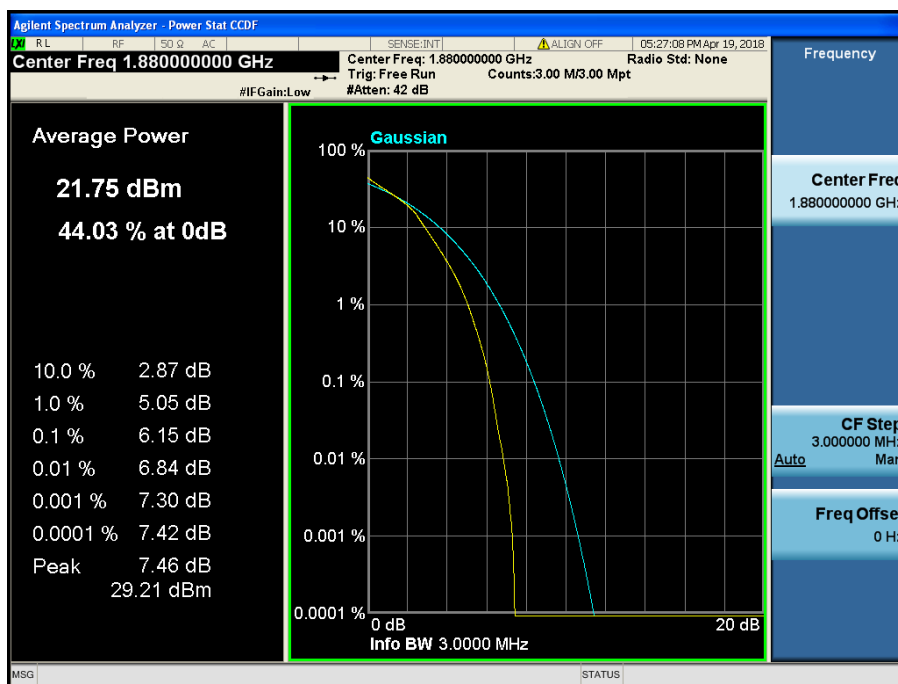 Agilent Spectrum Analyzer - Power Stat CCDF
LXI RL RF 50 Ω AC SENSE:INT ALIGN OFF 05:27:08 PM Apr 19, 2018
Center Freq 1.880000000 GHz
Center Freq: 1.880000000 GHz Radio Std: None
Trig: Free Run Counts:3.00 M/3.00 Mpt
#IFGain:Low #Atten: 42 dB
Average Power
21.75 dBm
44.03 % at 0dB
10.0 % 2.87 dB
1.0 % 5.05 dB
0.1 % 6.15 dB
0.01 % 6.84 dB
0.001 % 7.30 dB
0.0001 % 7.42 dB
Peak 7.46 dB
29.21 dBm
Gaussian
100 %
10 %
1 %
0.1 %
0.01 %
0.001 %
0.0001 %
0 dB 20 dB
Info BW 3.0000 MHz
Frequency
Center Freq
1.880000000 GHz
CF Step
3.000000 MHz
Auto Man
Freq Offse
0 Hz
MSG STATUS